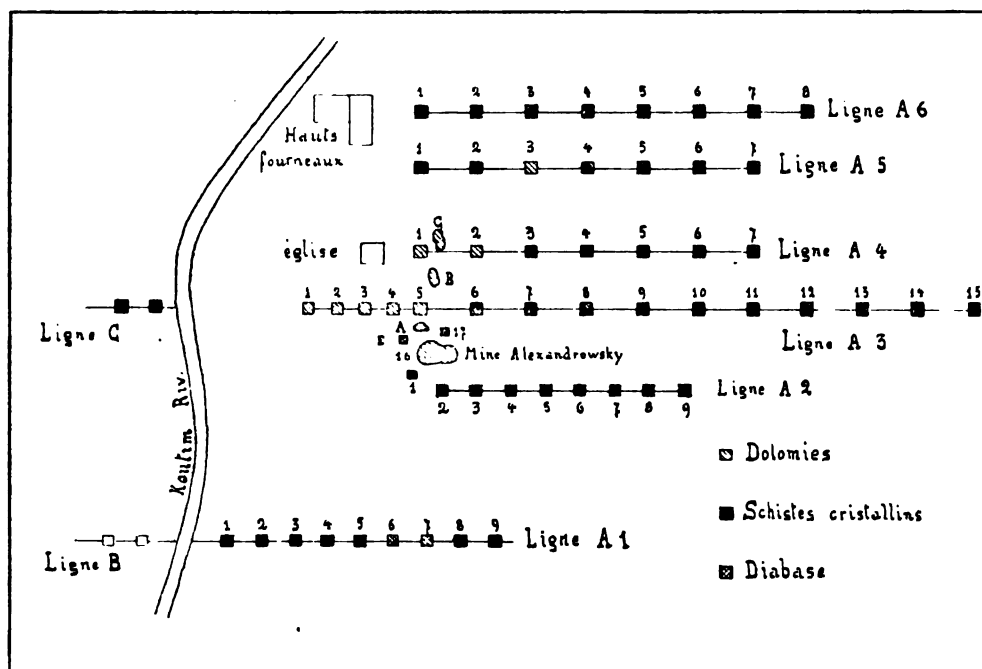 1 2 3 4 5 6 7 8
Ligne A 6
Hauts
fourneaux
1 2 3 4 5 6 7
Ligne A 5
église
C
1 2 3 4 5 6 7
Ligne A 4
B
1 2 3 4 5 6 7 8 9 10 11 12 13 14 15
Ligne C
Ligne A 3
A
17
E
16
Mine Alexandrowsky
1
Ligne A 2
2 3 4 5 6 7 8 9
Koutim Riv.
Dolomies
Schistes cristallins
1 2 3 4 5 6 7 8 9
Ligne A 1
Ligne B
Diabase